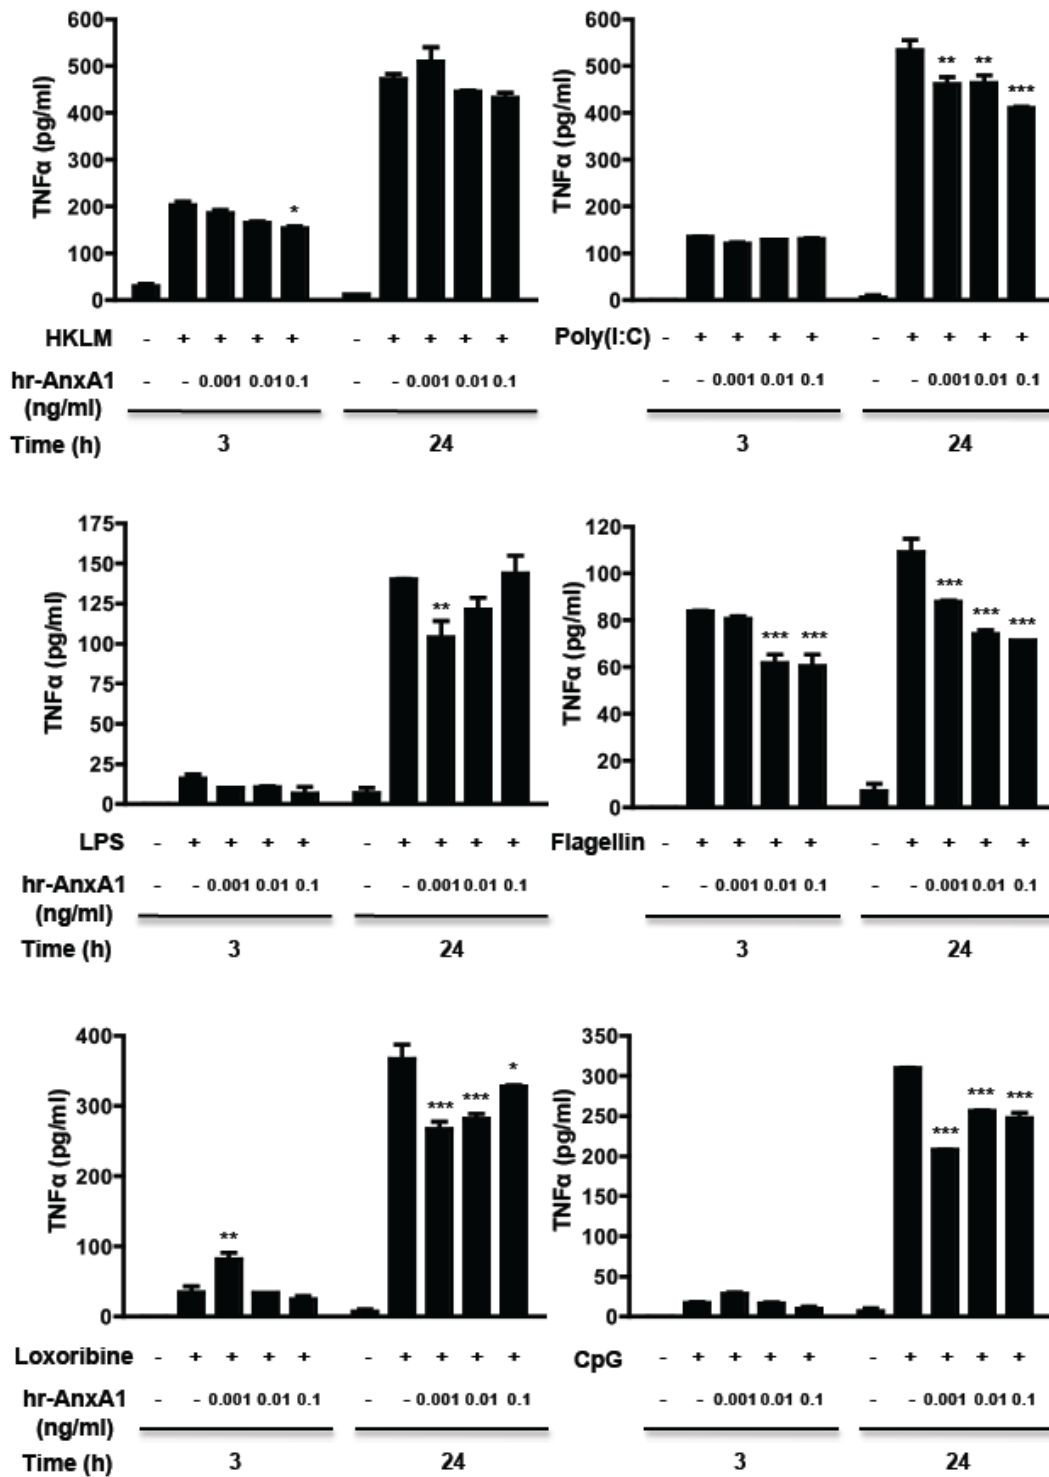 600
500
400
300
200
100
0
TNFα (pg/ml)
*
HKLM - + + + + - + + + +
hr-AnxA1 - - 0.001 0.01 0.1 - - 0.001 0.01 0.1
(ng/ml)
Time (h) 3 24
600
500
400
300
200
100
0
TNFα (pg/ml)
** ** ***
Poly(I:C) - + + + + - + + + +
- - 0.001 0.01 0.1 - - 0.001 0.01 0.1
3 24
175
150
125
100
75
50
25
0
TNFα (pg/ml)
**
LPS - + + + + - + + + +
hr-AnxA1 - - 0.001 0.01 0.1 - - 0.001 0.01 0.1
(ng/ml)
Time (h) 3 24
120
100
80
60
40
20
0
TNFα (pg/ml)
*** *** *** *** ***
Flagellin - + + + + - + + + +
- - 0.001 0.01 0.1 - - 0.001 0.01 0.1
3 24
400
300
200
100
0
TNFα (pg/ml)
** *** *** *
Loxoribine - + + + + - + + + +
hr-AnxA1 - - 0.001 0.01 0.1 - - 0.001 0.01 0.1
(ng/ml)
Time (h) 3 24
350
300
250
200
150
100
50
0
TNFα (pg/ml)
*** *** ***
CpG - + + + + - + + + +
- - 0.001 0.01 0.1 - - 0.001 0.01 0.1
3 24